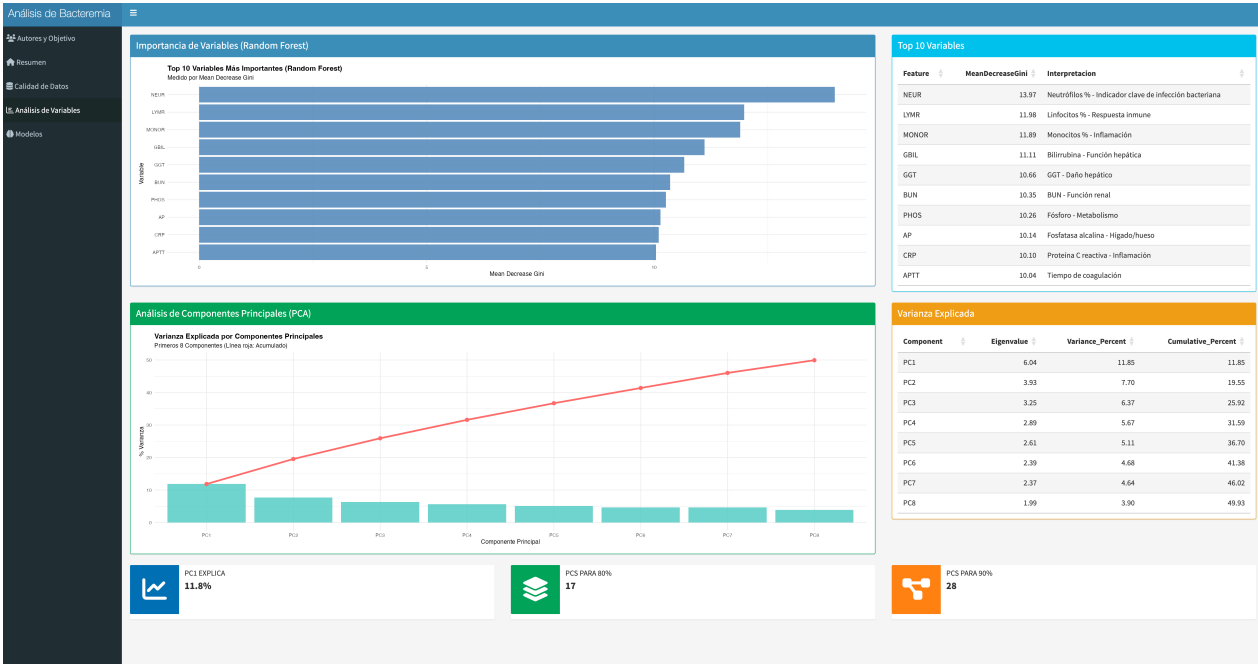 Análisis de Bacteremia
Autores y Objetivo
Resumen
Calidad de Datos
Análisis de Variables
Modelos
Importancia de Variables (Random Forest)
Top 10 Variables Más Importantes (Random Forest)
Medido por Mean Decrease Gini
Variable
NEUR
LYMR
MONOR
GBIL
GGT
BUN
PHOS
AP
CRP
APTT
0 5 10
Mean Decrease Gini
Top 10 Variables
Feature MeanDecreaseGini Interpretacion
NEUR 13.97 Neutrófilos % - Indicador clave de infección bacteriana
LYMR 11.98 Linfocitos % - Respuesta inmune
MONOR 11.89 Monocitos % - Inflamación
GBIL 11.11 Bilirrubina - Función hepática
GGT 10.66 GGT - Daño hepático
BUN 10.35 BUN - Función renal
PHOS 10.26 Fósforo - Metabolismo
AP 10.14 Fosfatasa alcalina - Hígado/hueso
CRP 10.10 Proteína C reactiva - Inflamación
APTT 10.04 Tiempo de coagulación
Análisis de Componentes Principales (PCA)
Varianza Explicada por Componentes Principales
Primeros 8 Componentes (Línea roja: Acumulado)
% Varianza
50
40
30
20
10
0
PC1 PC2 PC3 PC4 PC5 PC6 PC7 PC8
Componente Principal
Varianza Explicada
Component Eigenvalue Variance_Percent Cumulative_Percent
PC1 6.04 11.85 11.85
PC2 3.93 7.70 19.55
PC3 3.25 6.37 25.92
PC4 2.89 5.67 31.59
PC5 2.61 5.11 36.70
PC6 2.39 4.68 41.38
PC7 2.37 4.64 46.02
PC8 1.99 3.90 49.93
PC1 EXPLICA
11.8%
PCS PARA 80%
17
PCS PARA 90%
28